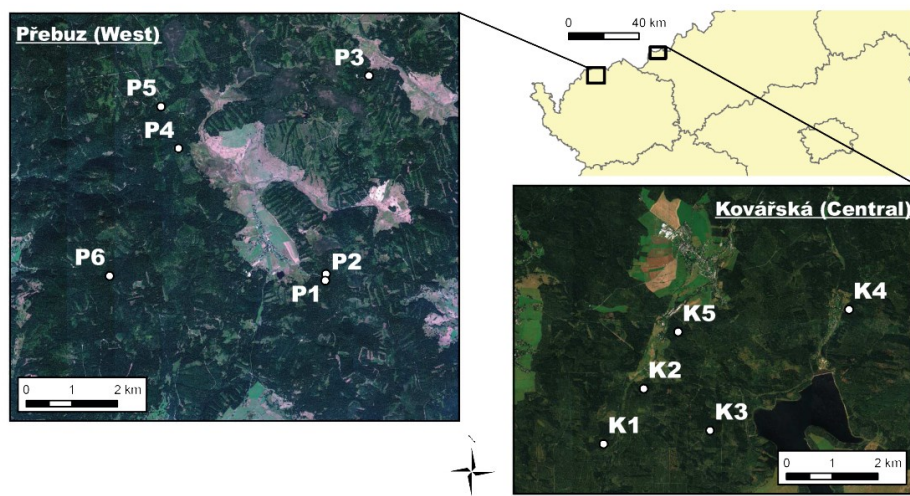 Přebuz (West)
P3
P5
P4
P2
P1
P6
0 1 2 km
0 40 km
Kovářská (Central)
K4
K5
K2
K3
K1
0 1 2 km